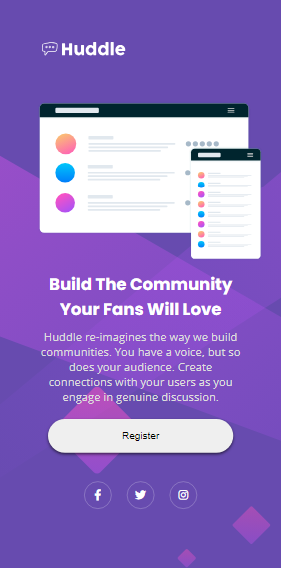 Huddle
Build The Community
Your Fans Will Love
Huddle re-imagines the way we build
communities. You have a voice, but so
does your audience. Create
connections with your users as you
engage in genuine discussion.
Register